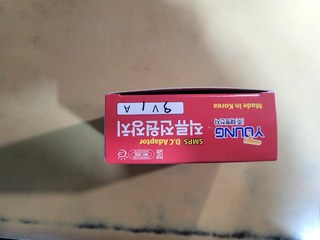 YOUNG
SMPS D.C Adaptor
직류전원장치
9V 1A
Made in Korea